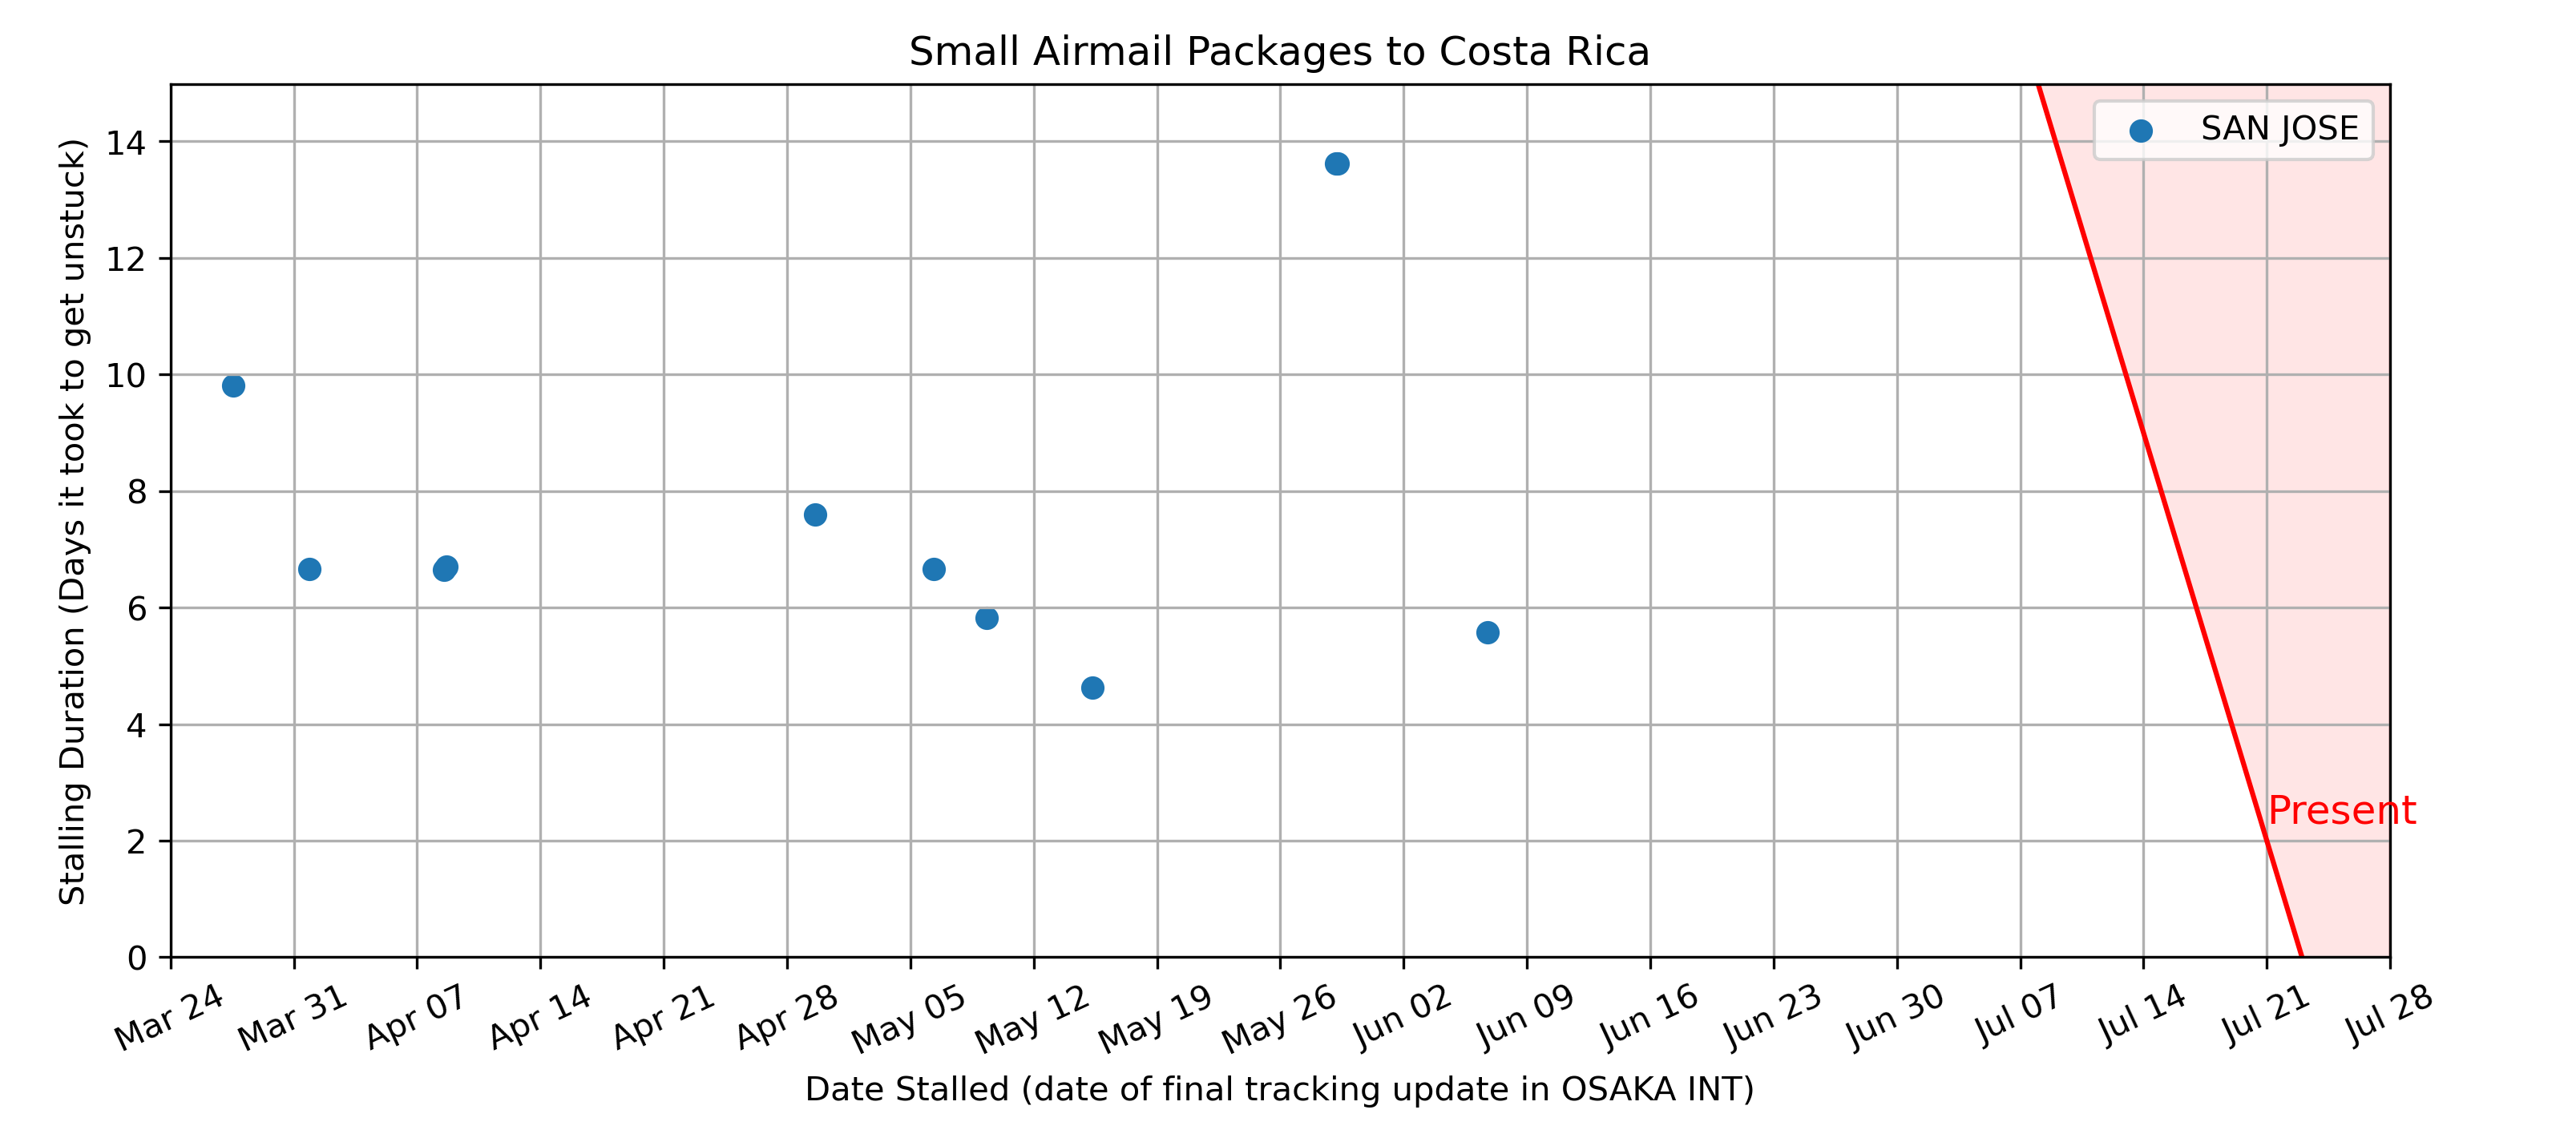 Small Airmail Packages to Costa Rica
SAN JOSE
Stalling Duration (Days it took to get unstuck)
14
12
10
8
6
4
2
0
Present
Mar 24 Mar 31 Apr 07 Apr 14 Apr 21 Apr 28 May 05 May 12 May 19 May 26 Jun 02 Jun 09 Jun 16 Jun 23 Jun 30 Jul 07 Jul 14 Jul 21 Jul 28
Date Stalled (date of final tracking update in OSAKA INT)